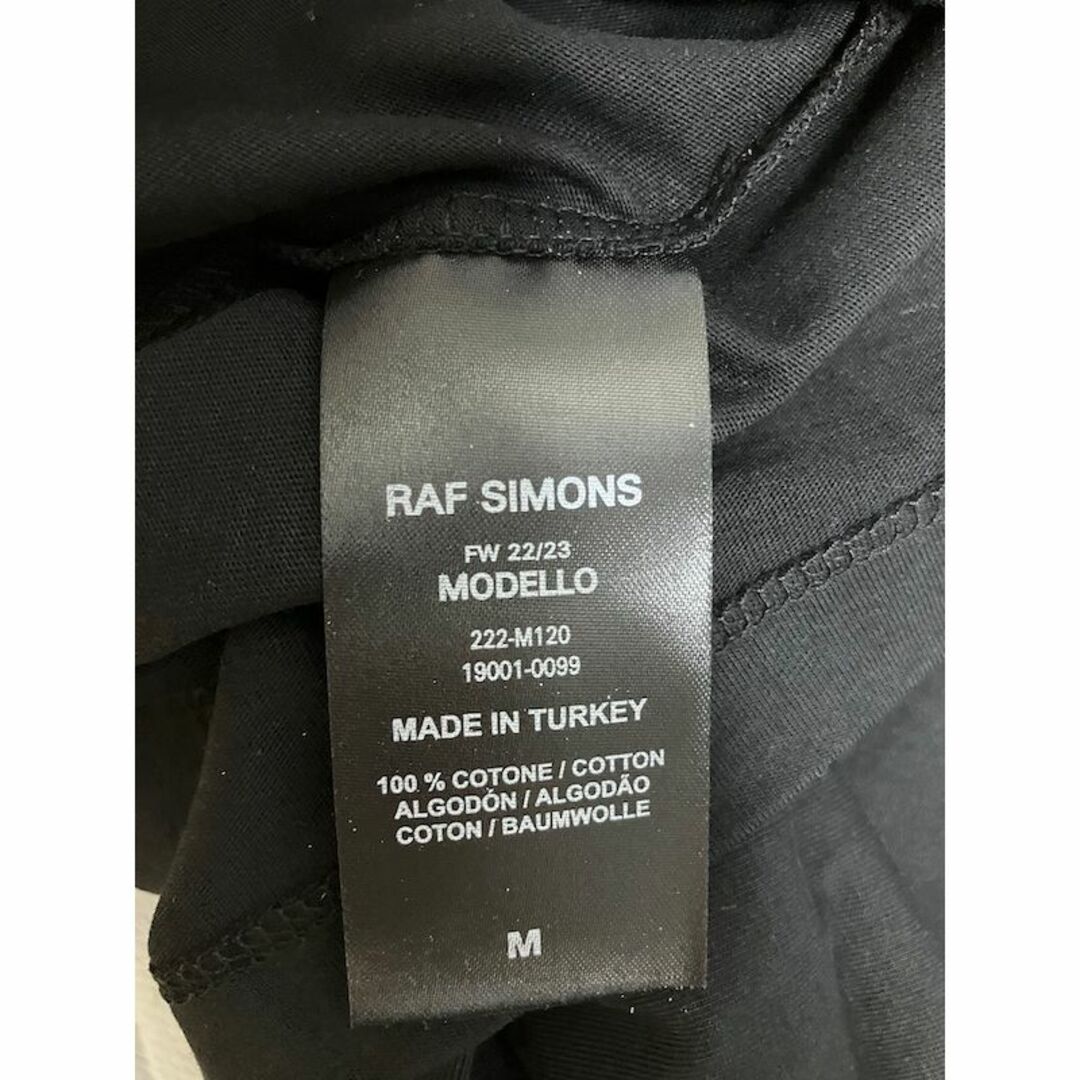 RAF SIMONS
FW 22/23
MODELLO
222-M120
19001-0099
MADE IN TURKEY
100 % COTONE / COTTON
ALGODÓN / ALGODÃO
COTON / BAUMWOLLE
M